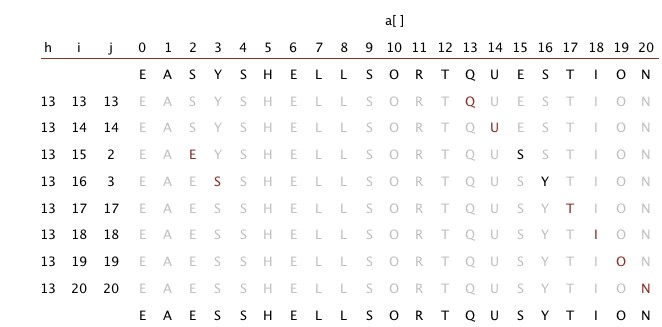 a[ ]
h i j 0 1 2 3 4 5 6 7 8 9 10 11 12 13 14 15 16 17 18 19 20
E A S Y S H E L L S O R T Q U E S T I O N
13 13 13 E A S Y S H E L L S O R T Q U E S T I O N
13 14 14 E A S Y S H E L L S O R T Q U E S T I O N
13 15 2 E A E Y S H E L L S O R T Q U S S T I O N
13 16 3 E A E S S H E L L S O R T Q U S Y T I O N
13 17 17 E A E S S H E L L S O R T Q U S Y T I O N
13 18 18 E A E S S H E L L S O R T Q U S Y T I O N
13 19 19 E A E S S H E L L S O R T Q U S Y T I O N
13 20 20 E A E S S H E L L S O R T Q U S Y T I O N
E A E S S H E L L S O R T Q U S Y T I O N